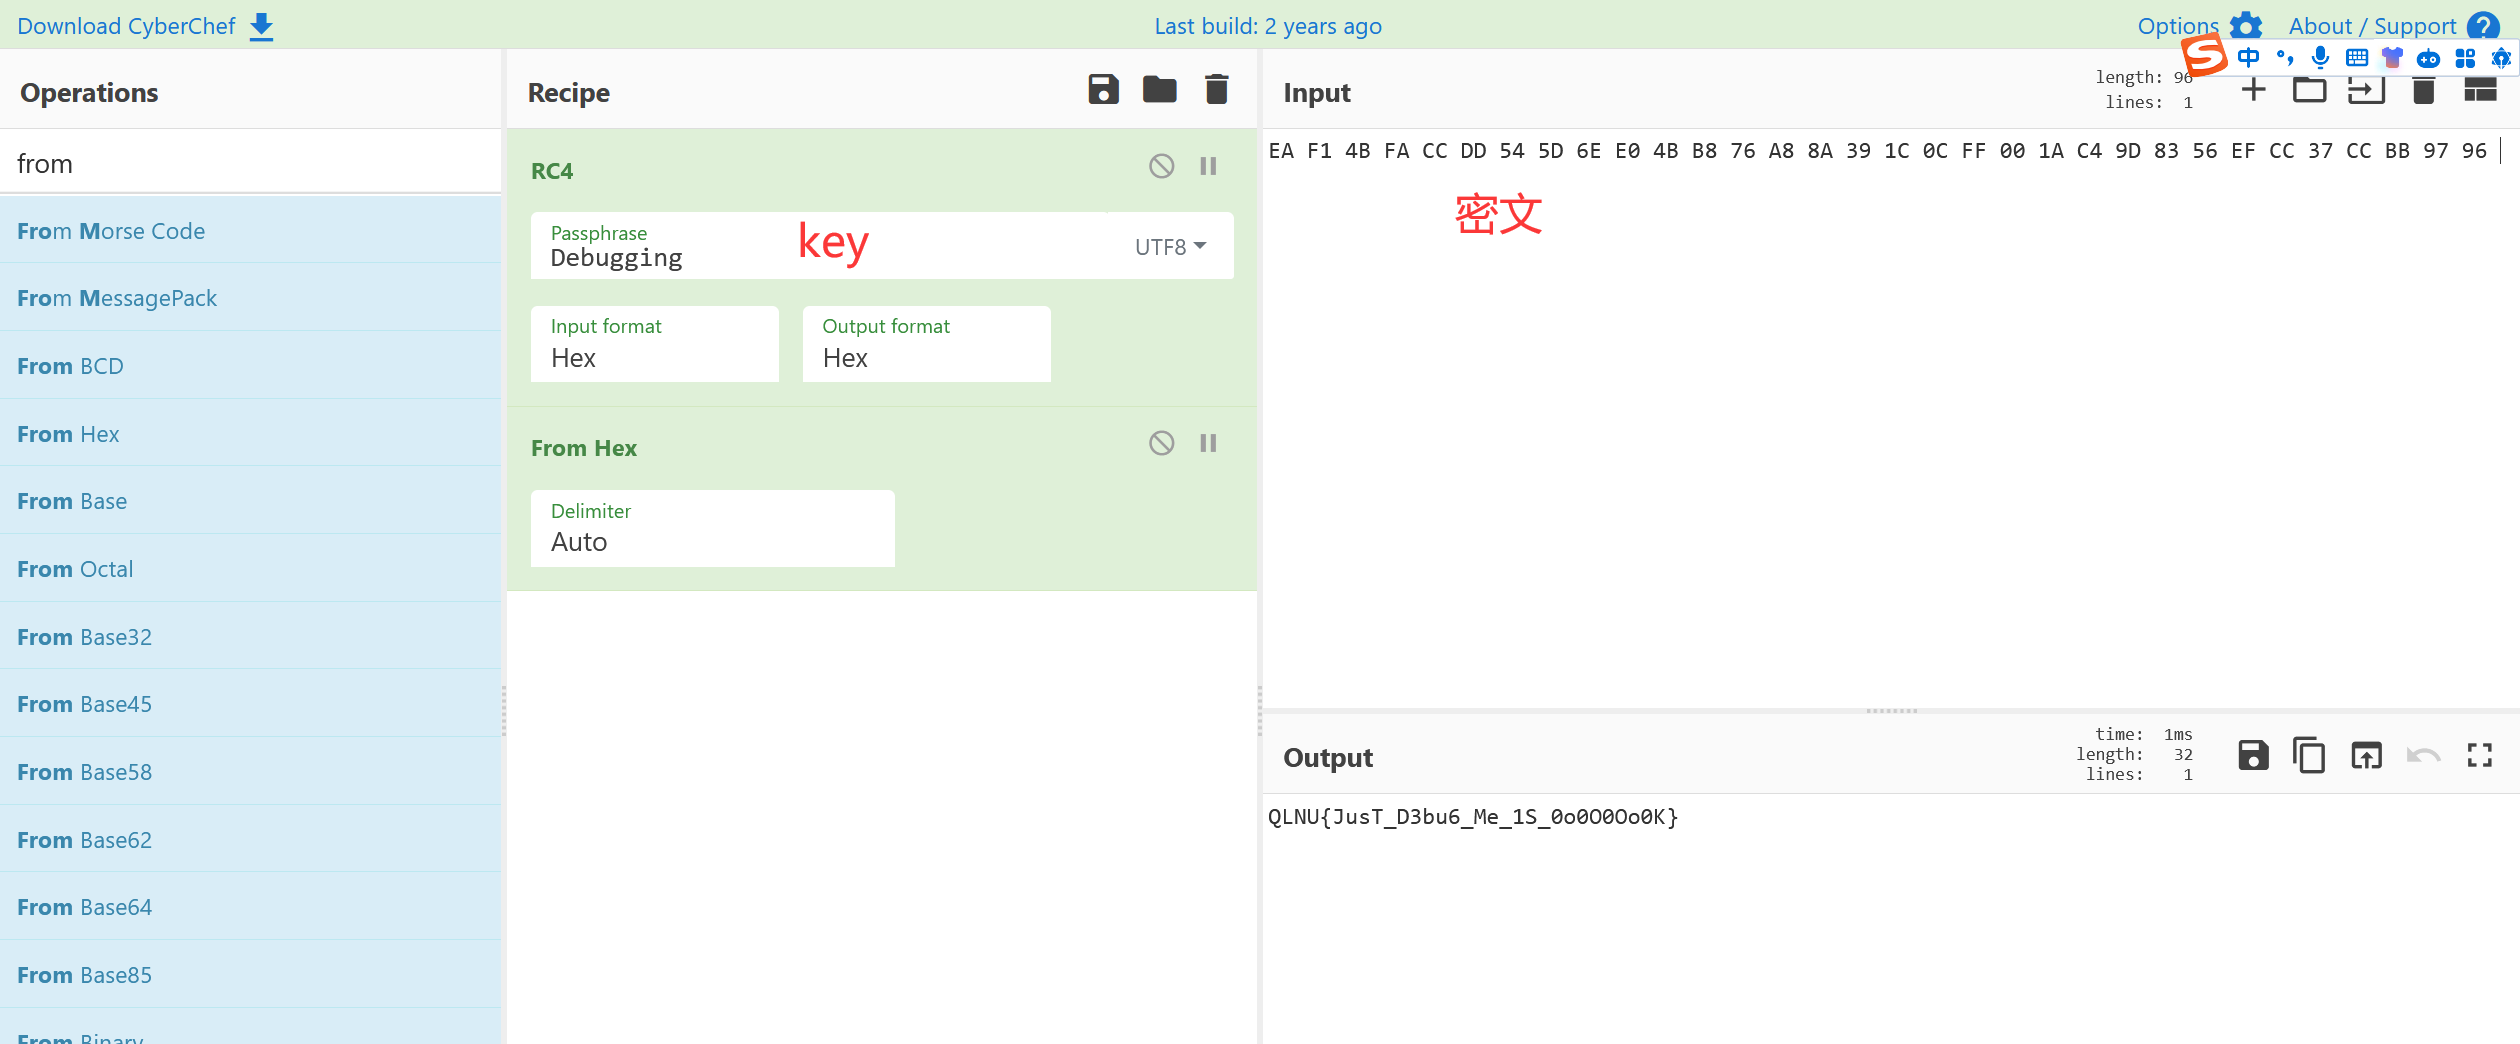 Download CyberChef
Last build: 2 years ago
Options
About / Support
Operations
from
From Morse Code
From MessagePack
From BCD
From Hex
From Base
From Octal
From Base32
From Base45
From Base58
From Base62
From Base64
From Base85
From Binary
Recipe
RC4
Passphrase
Debugging
key
UTF8
Input format
Hex
Output format
Hex
From Hex
Delimiter
Auto
Input
length: 96
lines: 1
中
EA F1 4B FA CC DD 54 5D 6E E0 4B B8 76 A8 8A 39 1C 0C FF 00 1A C4 9D 83 56 EF CC 37 CC BB 97 96
密文
Output
time: 1ms
length: 32
lines: 1
QLNU{JusT_D3bu6_Me_1S_0o0O0Oo0K}